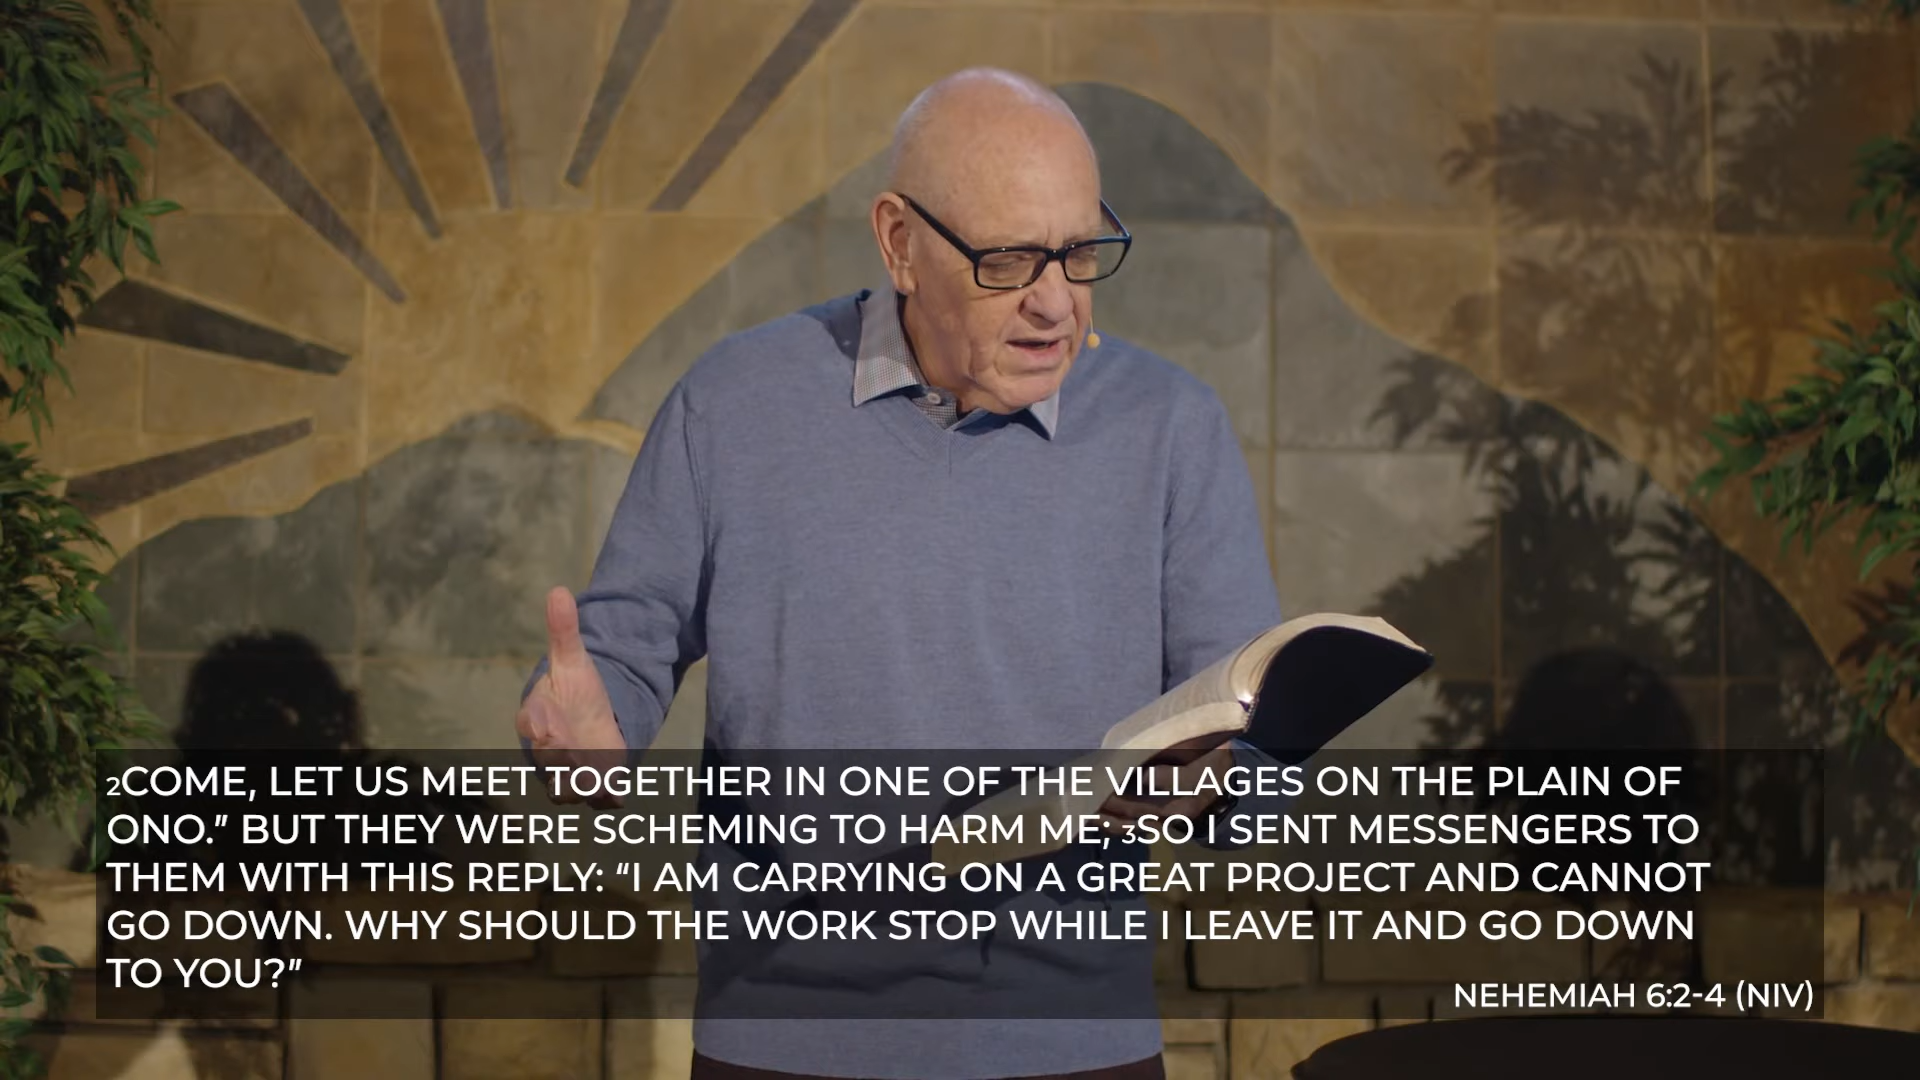 2COME, LET US MEET TOGETHER IN ONE OF THE VILLAGES ON THE PLAIN OF
ONO.” BUT THEY WERE SCHEMING TO HARM ME; 3SO I SENT MESSENGERS TO
THEM WITH THIS REPLY: “I AM CARRYING ON A GREAT PROJECT AND CANNOT
GO DOWN. WHY SHOULD THE WORK STOP WHILE I LEAVE IT AND GO DOWN
TO YOU?”
NEHEMIAH 6:2-4 (NIV)